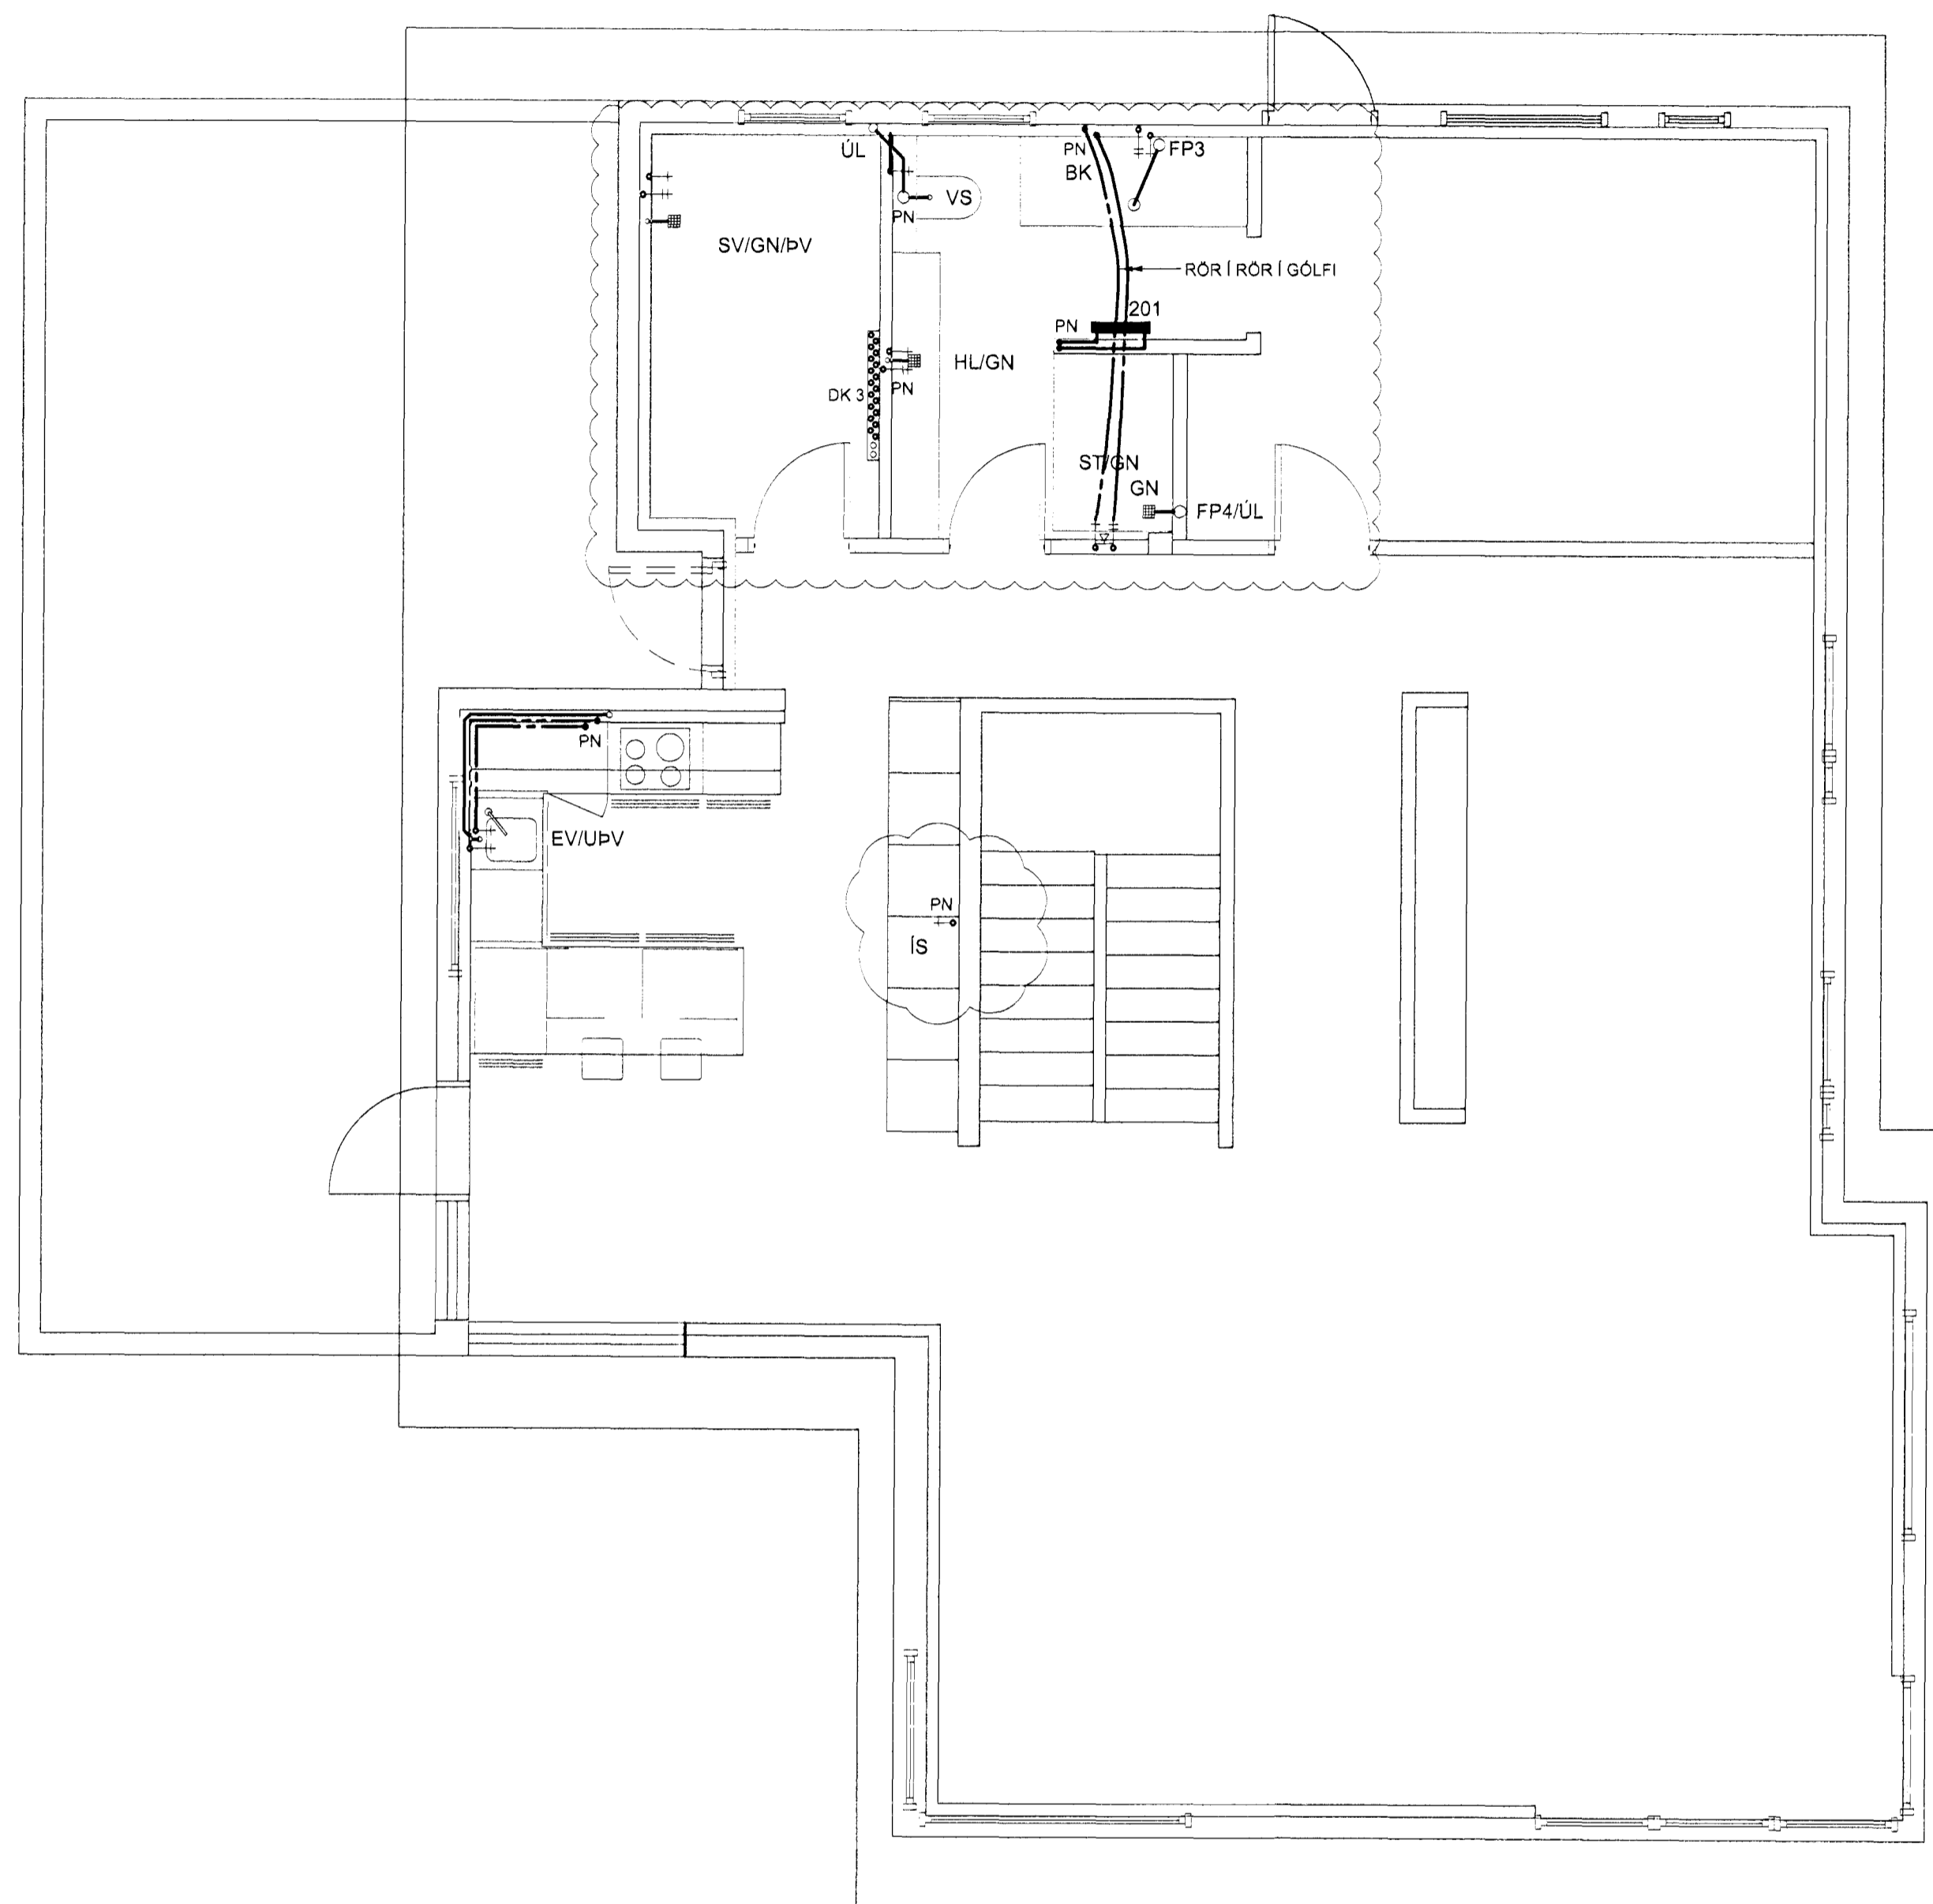 ÚL
PN
BK
FP3
VS
PN
SV/GN/ÞV
RÖR Í RÖR Í GÓLFI
201
PN
HL/GN
DK 3
PN
ST/GN
GN
FP4/ÚL
PN
EV/UÞV
PN
ÍS